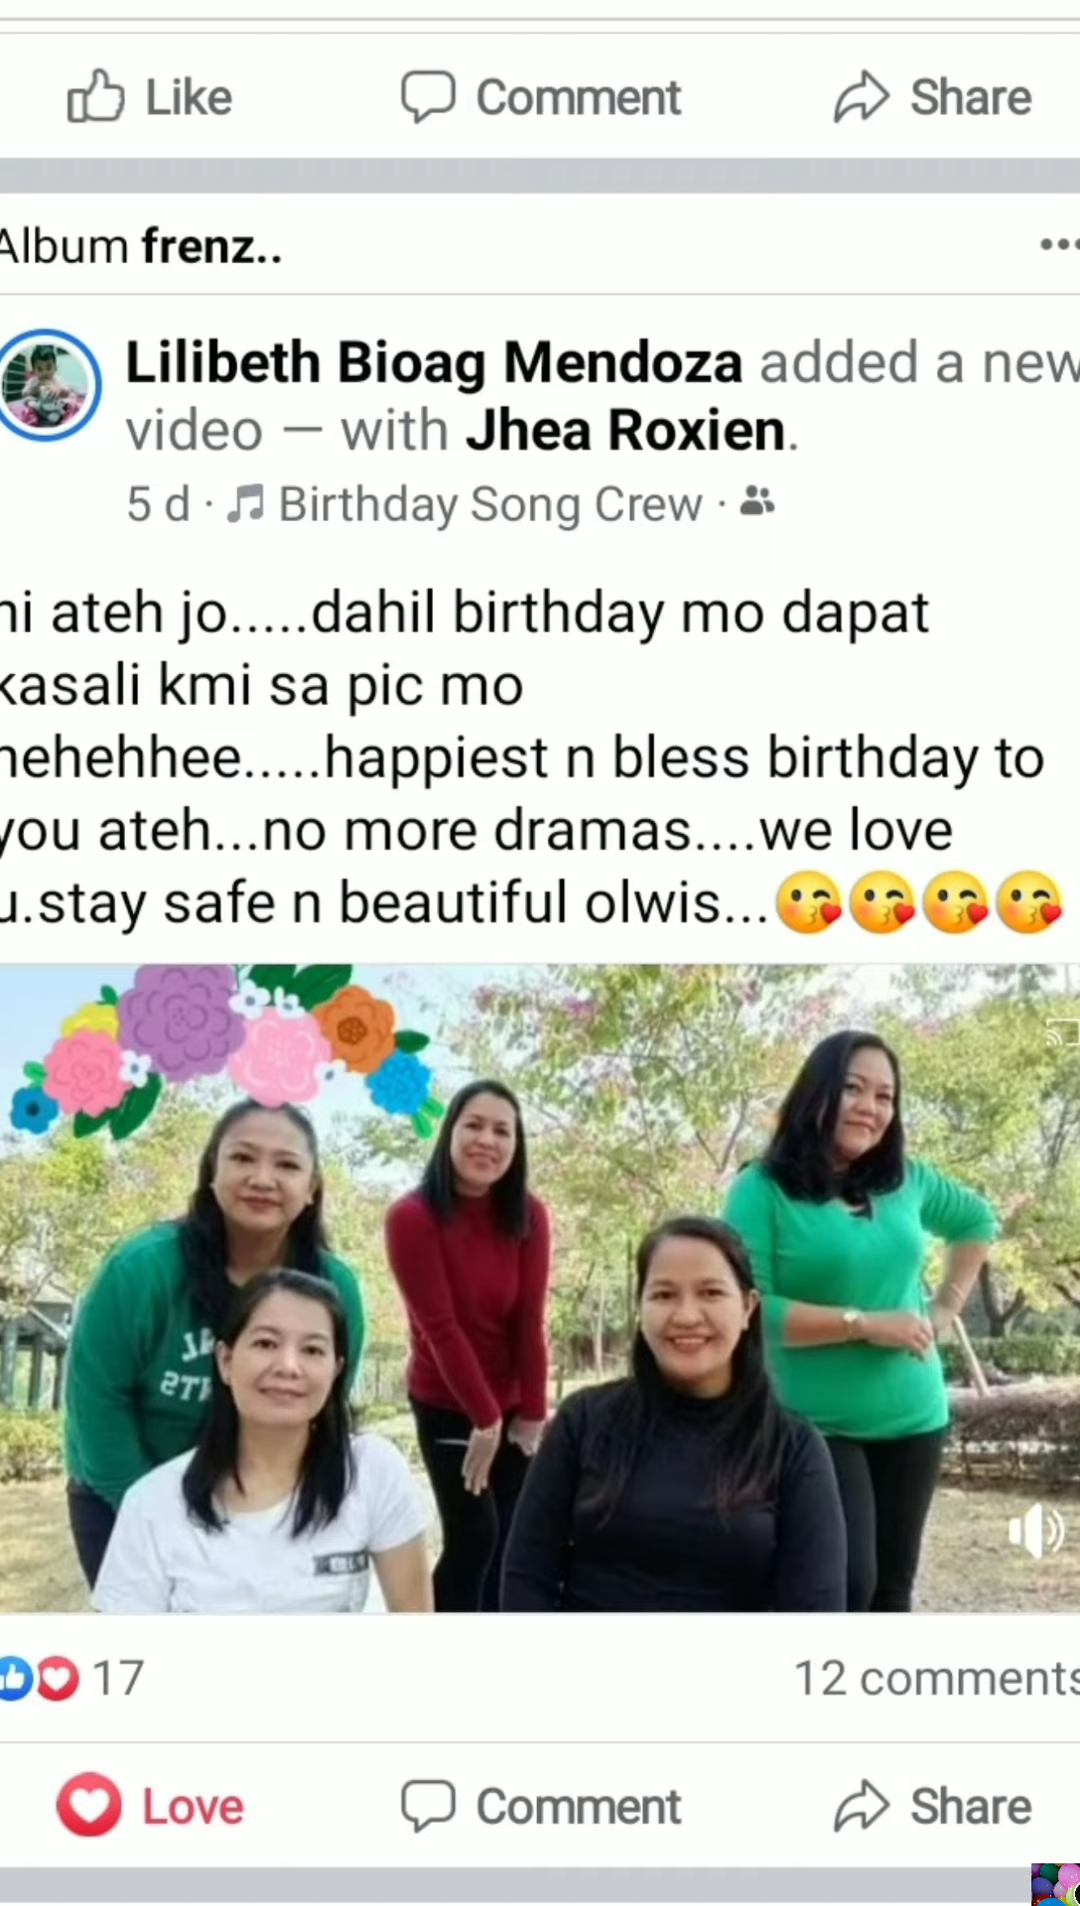 Like Comment Share
Album frenz..
Lilibeth Bioag Mendoza added a new
video — with Jhea Roxien.
5 d · Birthday Song Crew ·
hi ateh jo.....dahil birthday mo dapat
kasali kmi sa pic mo
hehehhee.....happiest n bless birthday to
you ateh...no more dramas....we love
u.stay safe n beautiful olwis...😘😘😘😘
17 12 comments
Love Comment Share